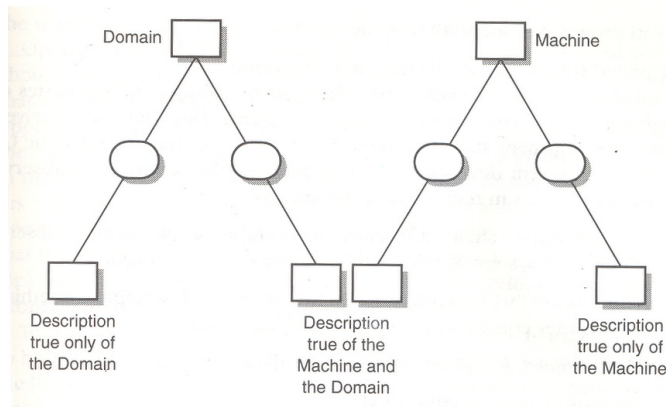 Domain
Machine
Description
true only of
the Domain
Description
true of the
Machine and
the Domain
Description
true only of
the Machine